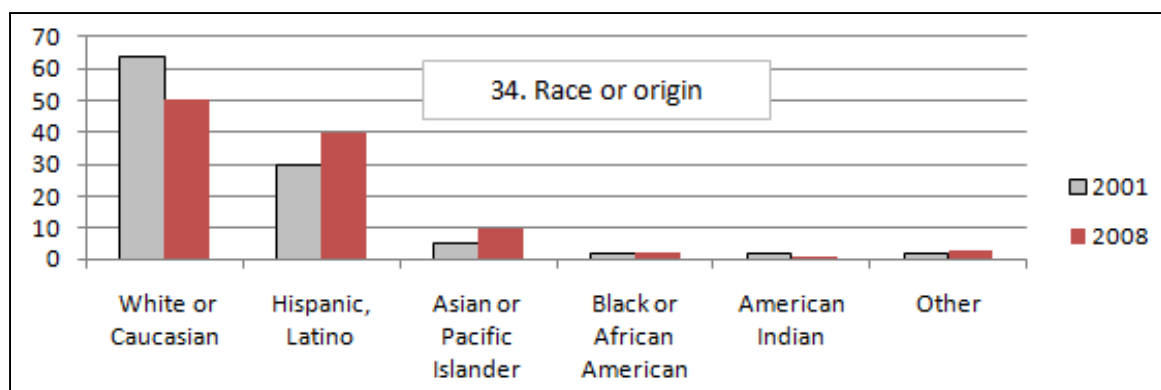 70
60
50
40
30
20
10
0
34. Race or origin
2001
2008
White or
Caucasian
Hispanic,
Latino
Asian or
Pacific
Islander
Black or
African
American
American
Indian
Other